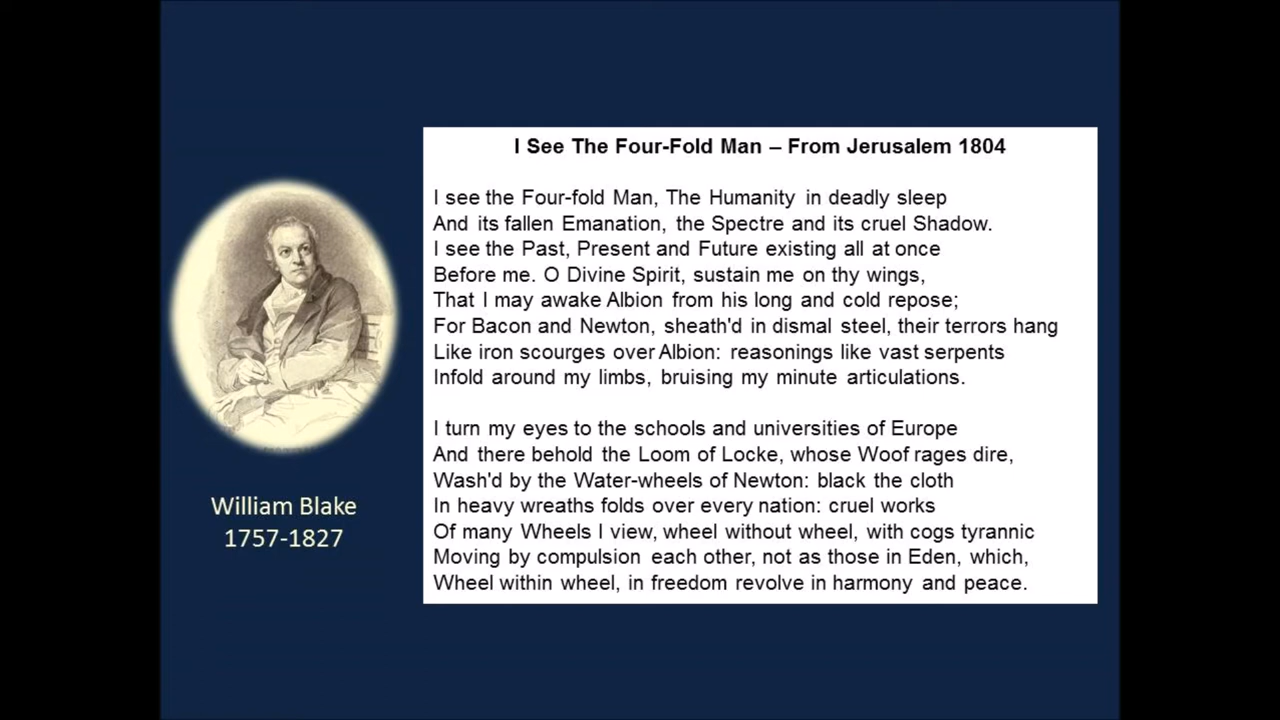 I See The Four-Fold Man – From Jerusalem 1804
I see the Four-fold Man, The Humanity in deadly sleep
And its fallen Emanation, the Spectre and its cruel Shadow.
I see the Past, Present and Future existing all at once
Before me. O Divine Spirit, sustain me on thy wings,
That I may awake Albion from his long and cold repose;
For Bacon and Newton, sheath'd in dismal steel, their terrors hang
Like iron scourges over Albion: reasonings like vast serpents
Infold around my limbs, bruising my minute articulations.
I turn my eyes to the schools and universities of Europe
And there behold the Loom of Locke, whose Woof rages dire,
Wash'd by the Water-wheels of Newton: black the cloth
In heavy wreaths folds over every nation: cruel works
Of many Wheels I view, wheel without wheel, with cogs tyrannic
Moving by compulsion each other, not as those in Eden, which,
Wheel within wheel, in freedom revolve in harmony and peace.
William Blake
1757-1827